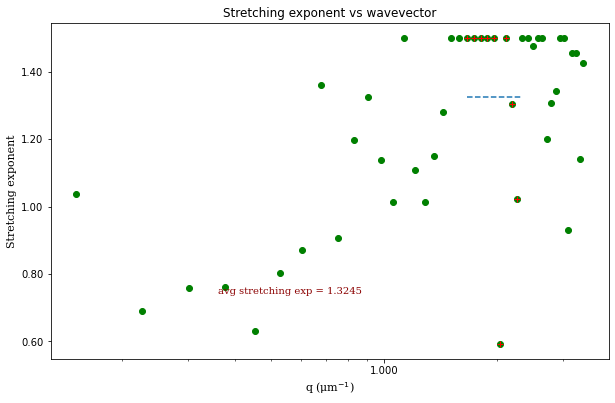 Stretching exponent vs wavevector
Stretching exponent
1.40
1.20
1.00
0.80
0.60
avg stretching exp = 1.3245
1.000
q (μm⁻¹)